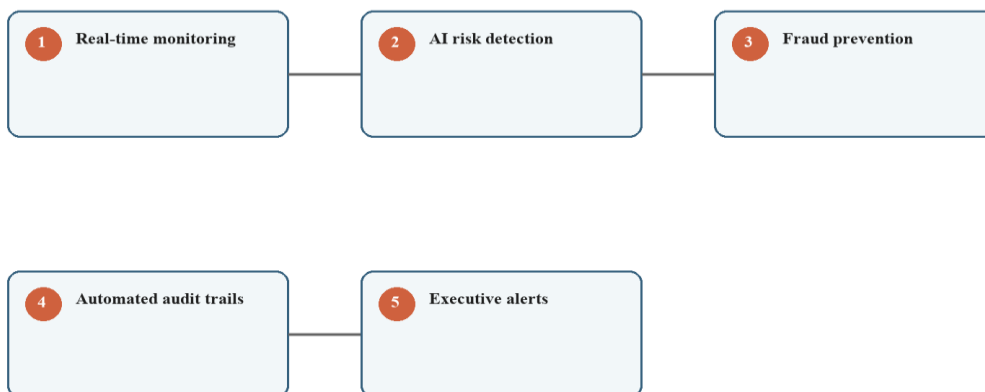 1 Real-time monitoring
2 AI risk detection
3 Fraud prevention
4 Automated audit trails
5 Executive alerts